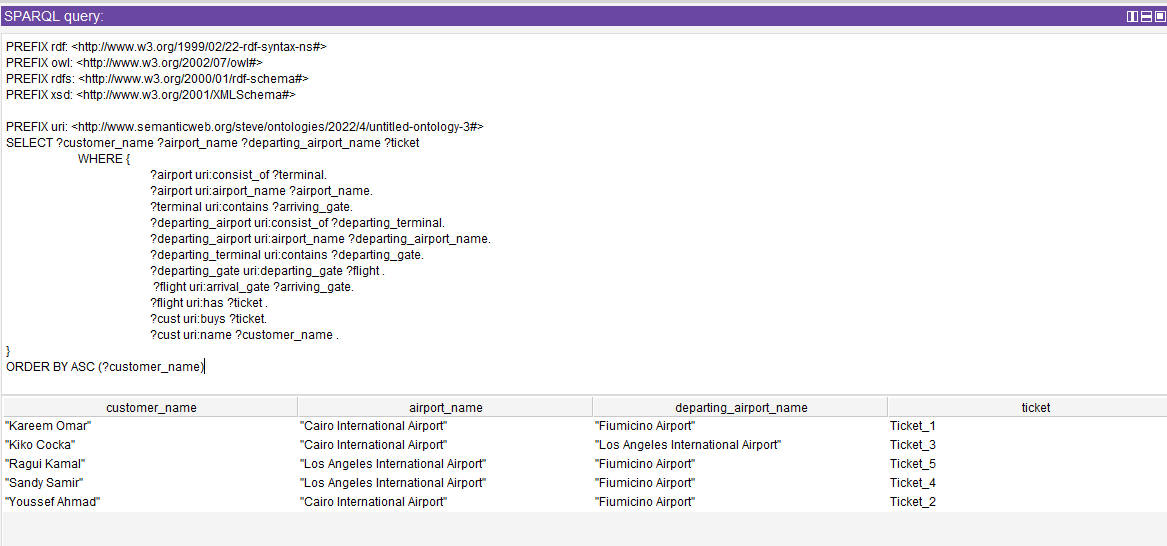 SPARQL query:
PREFIX rdf: <http://www.w3.org/1999/02/22-rdf-syntax-ns#>
PREFIX owl: <http://www.w3.org/2002/07/owl#>
PREFIX rdfs: <http://www.w3.org/2000/01/rdf-schema#>
PREFIX xsd: <http://www.w3.org/2001/XMLSchema#>
PREFIX uri: <http://www.semanticweb.org/steve/ontologies/2022/4/untitled-ontology-3#>
SELECT ?customer_name ?airport_name ?departing_airport_name ?ticket
WHERE {
?airport uri:consist_of ?terminal.
?airport uri:airport_name ?airport_name.
?terminal uri:contains ?arriving_gate.
?departing_airport uri:consist_of ?departing_terminal.
?departing_airport uri:airport_name ?departing_airport_name.
?departing_terminal uri:contains ?departing_gate.
?departing_gate uri:departing_gate ?flight .
?flight uri:arrival_gate ?arriving_gate.
?flight uri:has ?ticket .
?cust uri:buys ?ticket.
?cust uri:name ?customer_name .
}
ORDER BY ASC (?customer_name)
customer_name airport_name departing_airport_name ticket
"Kareem Omar" "Cairo International Airport" "Fiumicino Airport" Ticket_1
"Kiko Cocka" "Cairo International Airport" "Los Angeles International Airport" Ticket_3
"Ragui Kamal" "Los Angeles International Airport" "Fiumicino Airport" Ticket_5
"Sandy Samir" "Los Angeles International Airport" "Fiumicino Airport" Ticket_4
"Youssef Ahmad" "Cairo International Airport" "Fiumicino Airport" Ticket_2